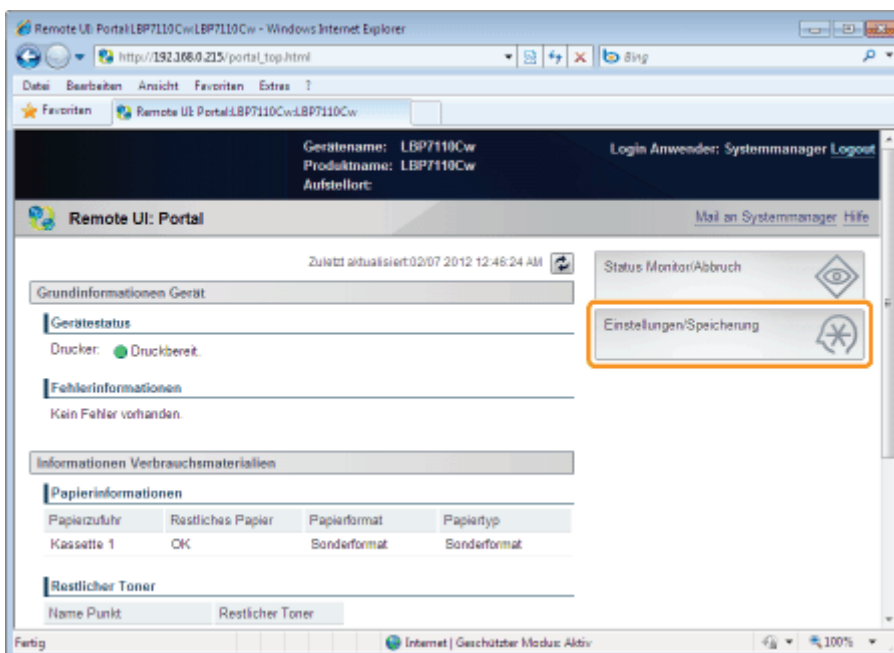 Remote UI: Portal:LBP7110Cw:LBP7110Cw - Windows Internet Explorer
http://192.168.0.215/portal_top.html
Bing
Datei Bearbeiten Ansicht Favoriten Extras ?
Favoriten Remote UI: Portal:LBP7110Cw:LBP7110Cw
Gerätename: LBP7110Cw
Produktname: LBP7110Cw
Aufstellort:
Login Anwender: Systemmanager Logout
Remote UI: Portal
Mail an Systemmanager Hilfe
Zuletzt aktualisiert:02/07 2012 12:46:24 AM
Status Monitor/Abbruch
Einstellungen/Speicherung
Grundinformationen Gerät
Gerätestatus
Drucker: Druckbereit.
Fehlerinformationen
Kein Fehler vorhanden.
Informationen Verbrauchsmaterialien
Papierinformationen
Papierzufuhr Restliches Papier Papierformat Papiertyp
Kassette 1 OK Sonderformat Sonderformat
Restlicher Toner
Name Punkt Restlicher Toner
Fertig Internet | Geschützter Modus: Aktiv 100%